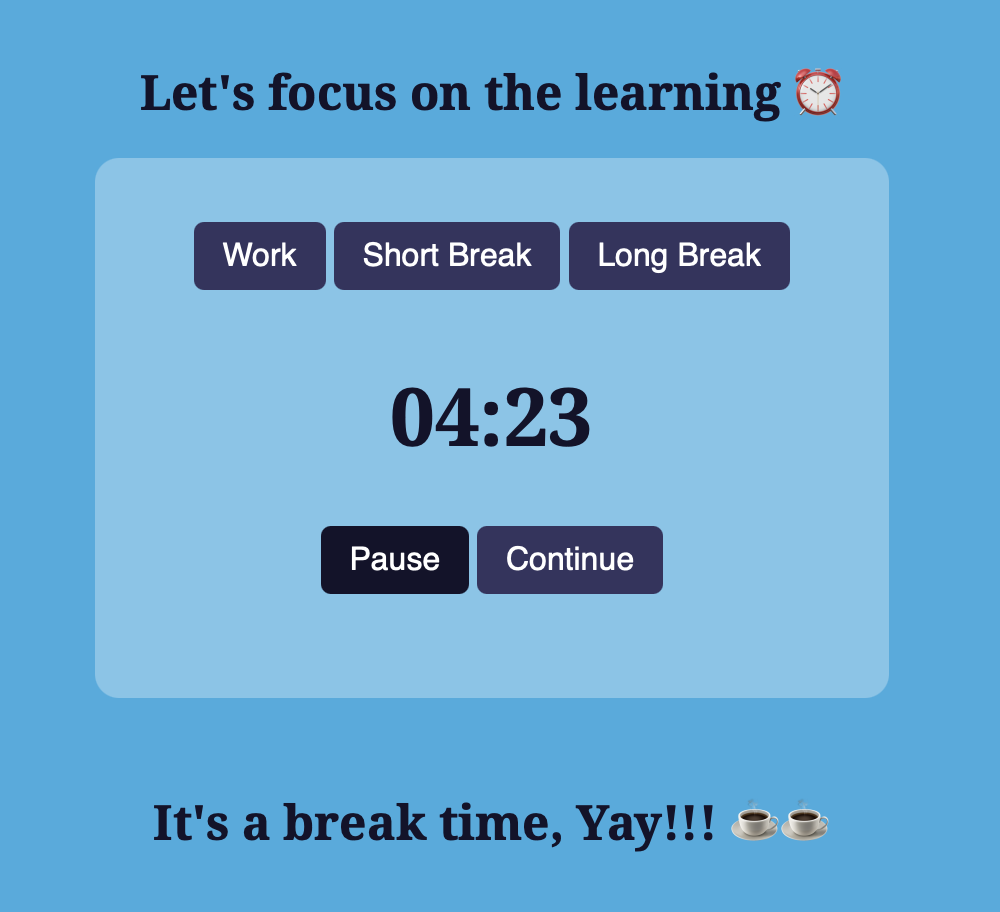 Let's focus on the learning ⏰
Work Short Break Long Break
04:23
Pause Continue
It's a break time, Yay!!! ☕☕